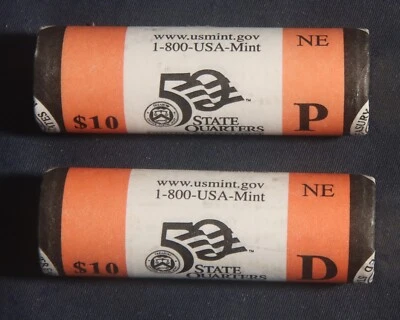 www.usmint.gov
1-800-USA-Mint
NE
50
STATE
QUARTERS
$10
P
www.usmint.gov
1-800-USA-Mint
NE
50
STATE
QUARTERS
$10
D